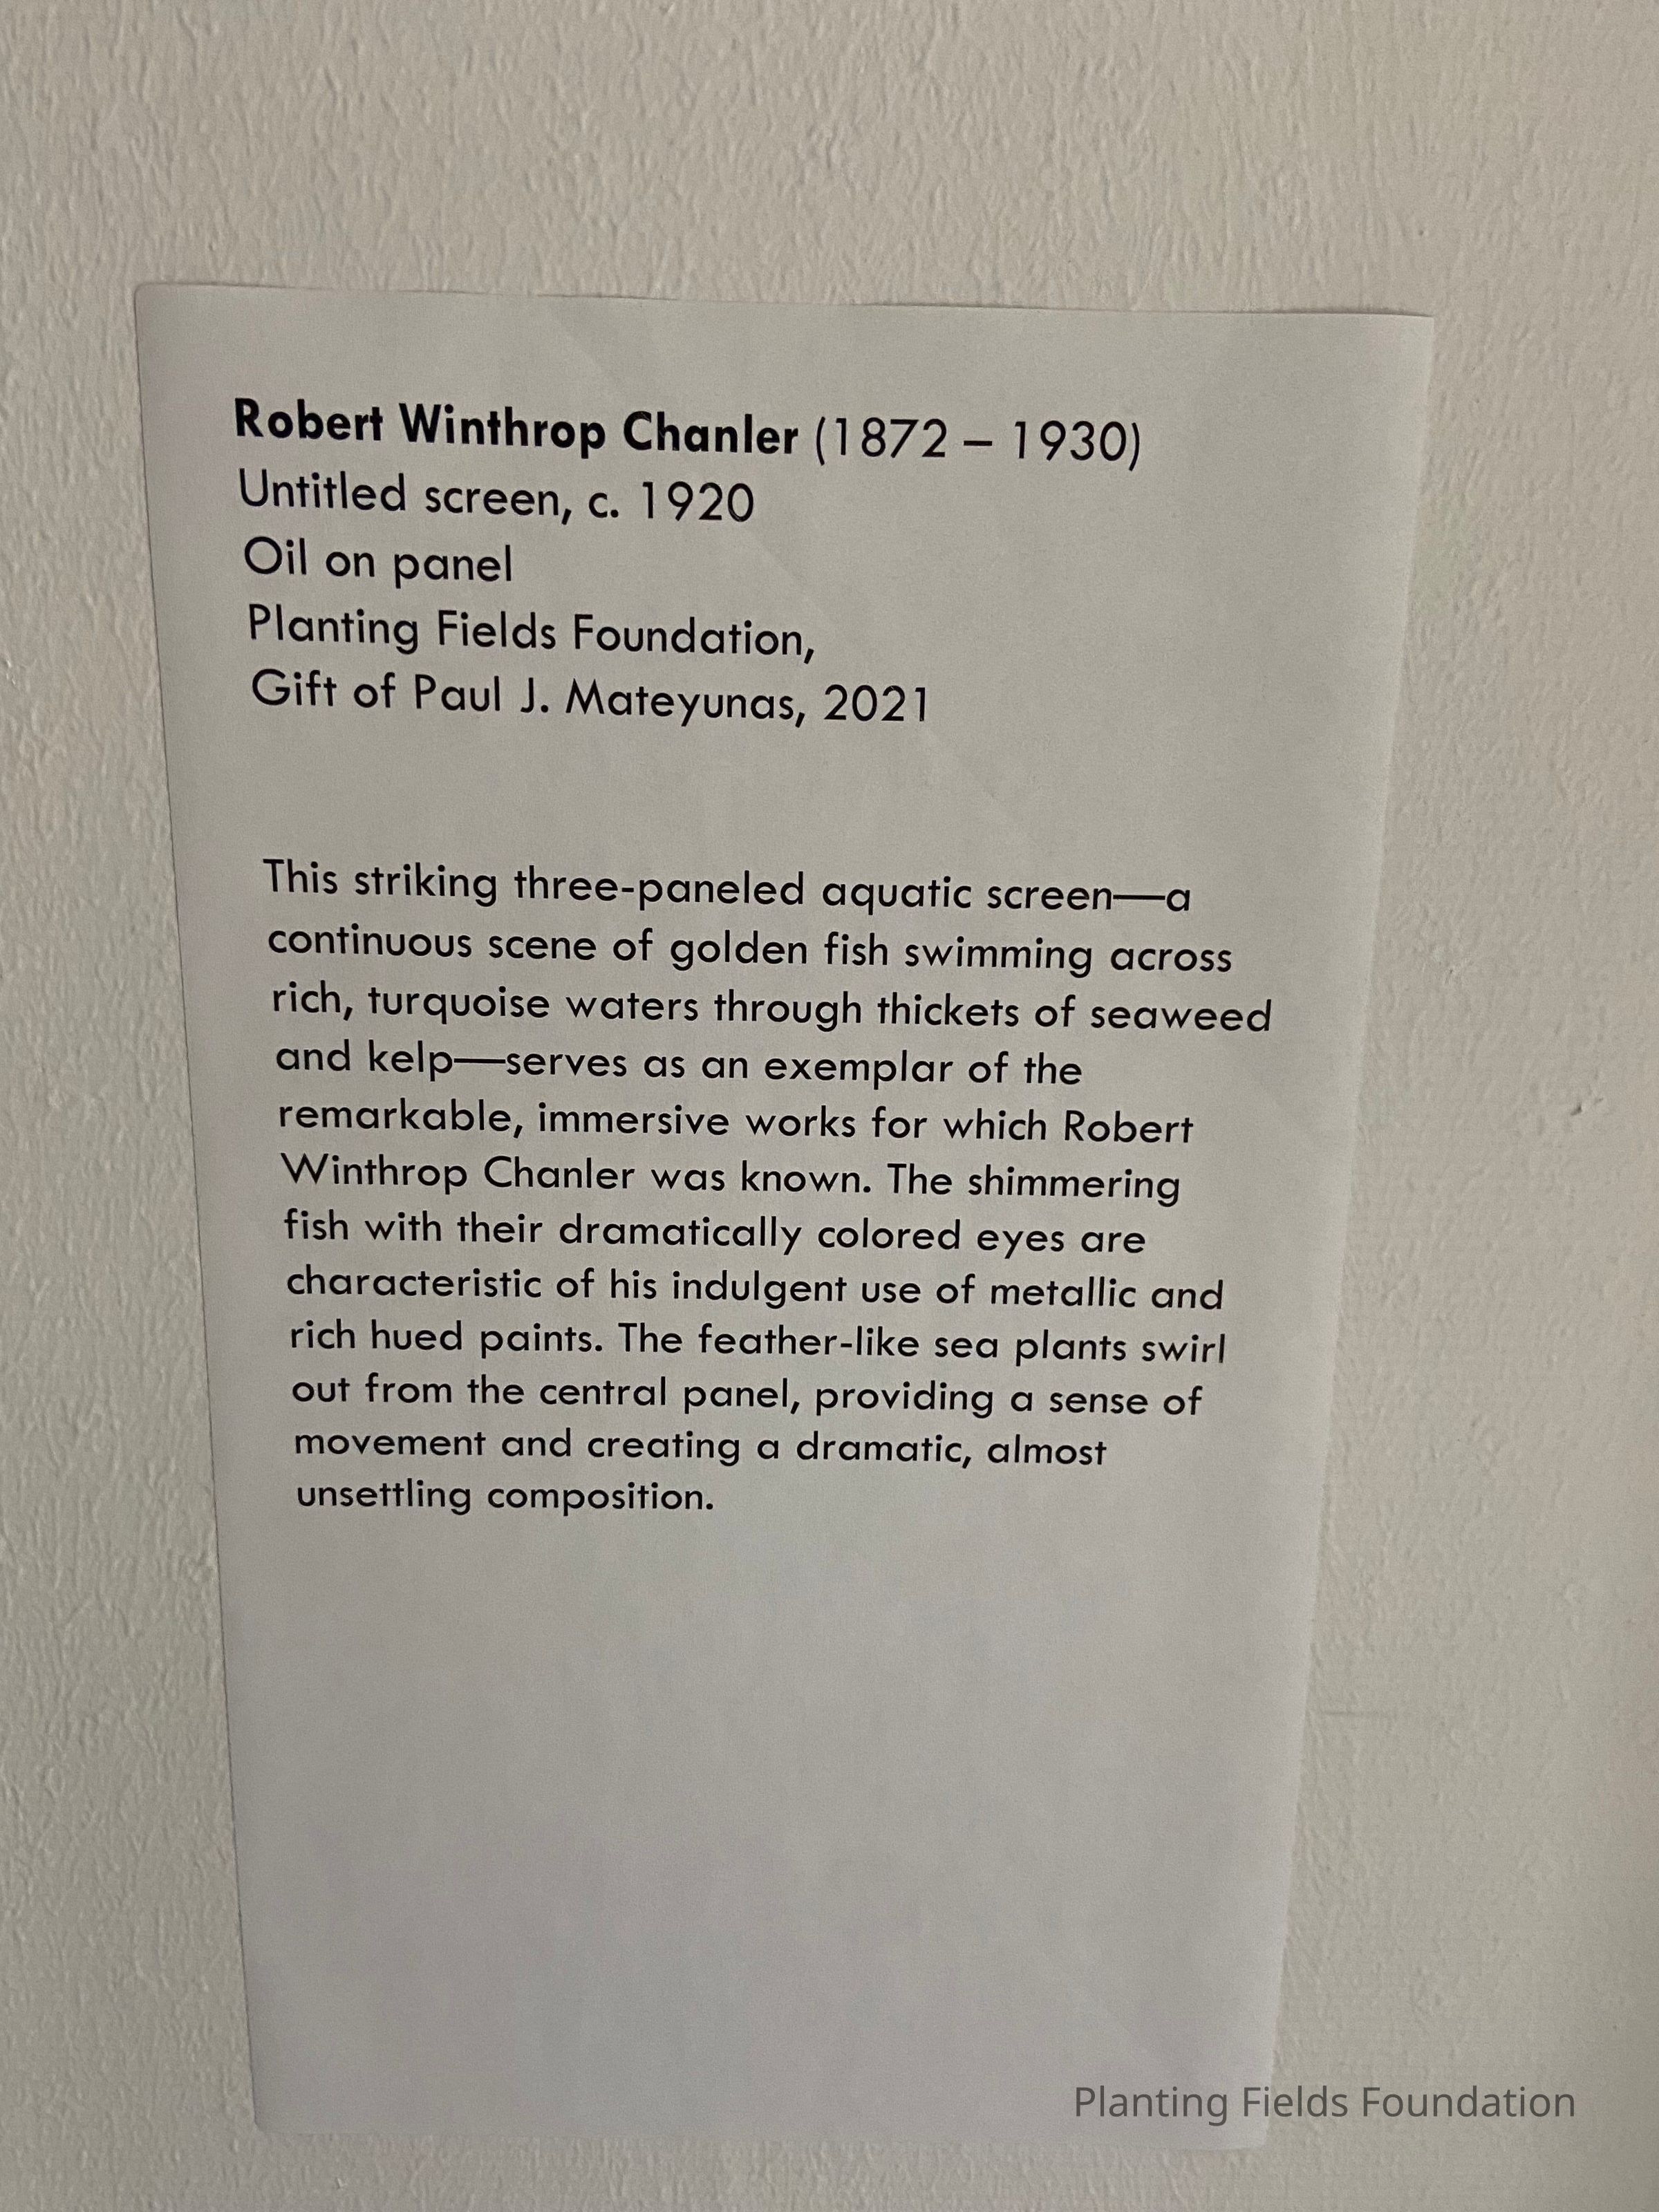 Robert Winthrop Chanler (1872 – 1930)
Untitled screen, c. 1920
Oil on panel
Planting Fields Foundation,
Gift of Paul J. Mateyunas, 2021
This striking three-paneled aquatic screen—a
continuous scene of golden fish swimming across
rich, turquoise waters through thickets of seaweed
and kelp—serves as an exemplar of the
remarkable, immersive works for which Robert
Winthrop Chanler was known. The shimmering
fish with their dramatically colored eyes are
characteristic of his indulgent use of metallic and
rich hued paints. The feather-like sea plants swirl
out from the central panel, providing a sense of
movement and creating a dramatic, almost
unsettling composition.
Planting Fields Foundation